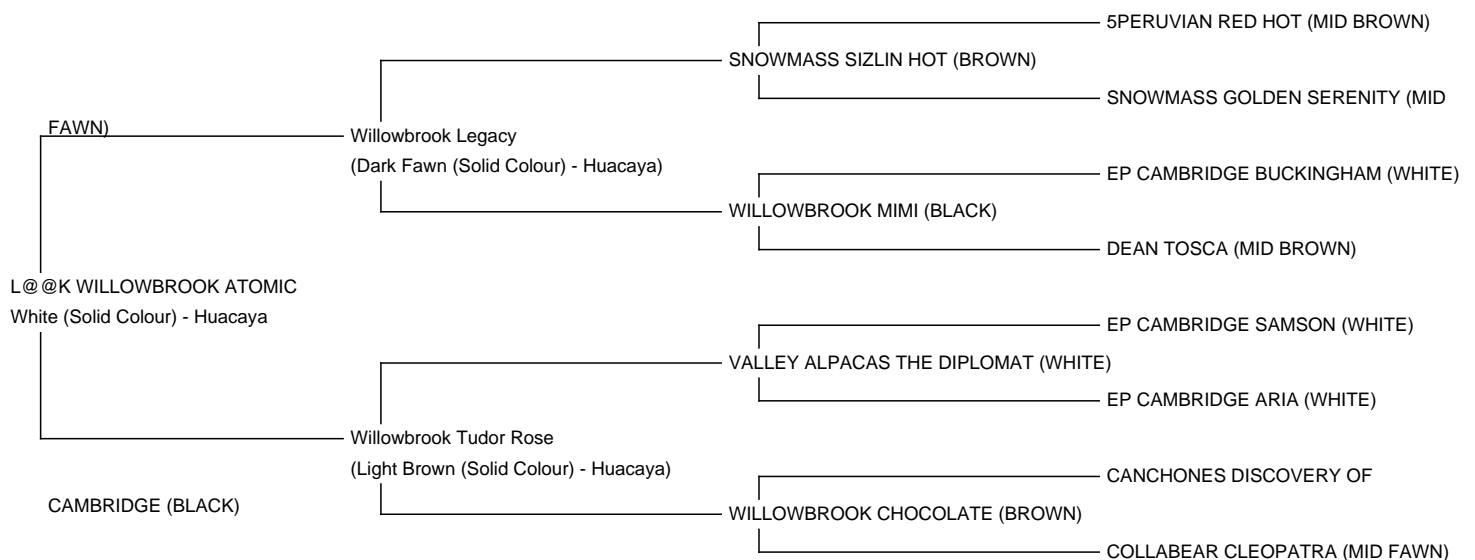 5PERUVIAN RED HOT (MID BROWN)
SNOWMASS SIZLIN HOT (BROWN)
SNOWMASS GOLDEN SERENITY (MID
FAWN)
Willowbrook Legacy
(Dark Fawn (Solid Colour) - Huacaya)
EP CAMBRIDGE BUCKINGHAM (WHITE)
WILLOWBROOK MIMI (BLACK)
DEAN TOSCA (MID BROWN)
L@@K WILLOWBROOK ATOMIC
White (Solid Colour) - Huacaya
EP CAMBRIDGE SAMSON (WHITE)
VALLEY ALPACAS THE DIPLOMAT (WHITE)
EP CAMBRIDGE ARIA (WHITE)
Willowbrook Tudor Rose
(Light Brown (Solid Colour) - Huacaya)
CANCHONES DISCOVERY OF
CAMBRIDGE (BLACK)
WILLOWBROOK CHOCOLATE (BROWN)
COLLABEAR CLEOPATRA (MID FAWN)